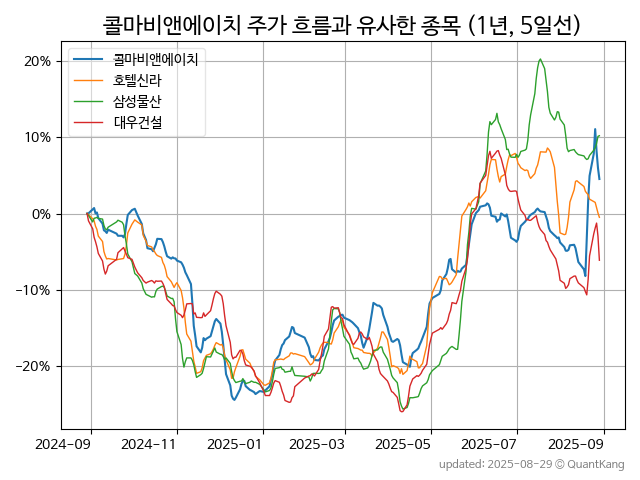 콜마비앤에이치 주가 흐름과 유사한 종목 (1년, 5일선)
콜마비앤에이치
호텔신라
삼성물산
대우건설
20%
10%
0%
−10%
−20%
2024-09
2024-11
2025-01
2025-03
2025-05
2025-07
2025-09
updated: 2025-08-29 © QuantKang